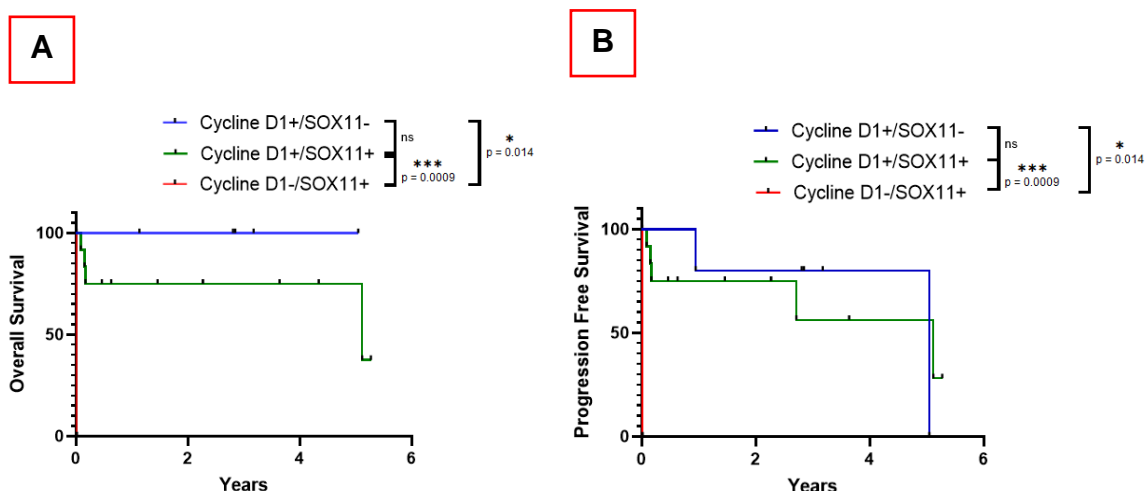 A
Cycline D1+/SOX11-
Cycline D1+/SOX11+
Cycline D1-/SOX11+
ns
***
p = 0.0009
*
p = 0.014
Overall Survival
100
50
0
0 2 4 6
Years
B
Cycline D1+/SOX11-
Cycline D1+/SOX11+
Cycline D1-/SOX11+
ns
***
p = 0.0009
*
p = 0.014
Progression Free Survival
100
50
0
0 2 4 6
Years